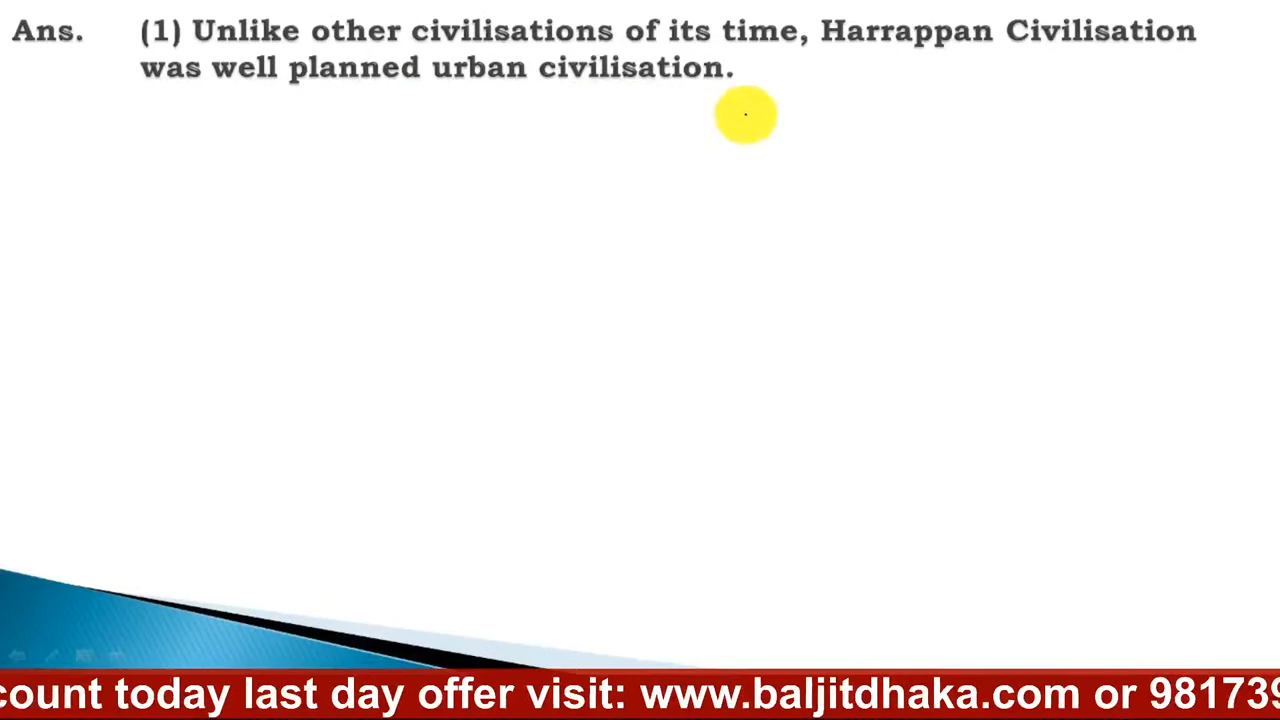 Ans. (1) Unlike other civilisations of its time, Harrappan Civilisation
was well planned urban civilisation.
count today last day offer visit: www.baljitdhaka.com or 981739